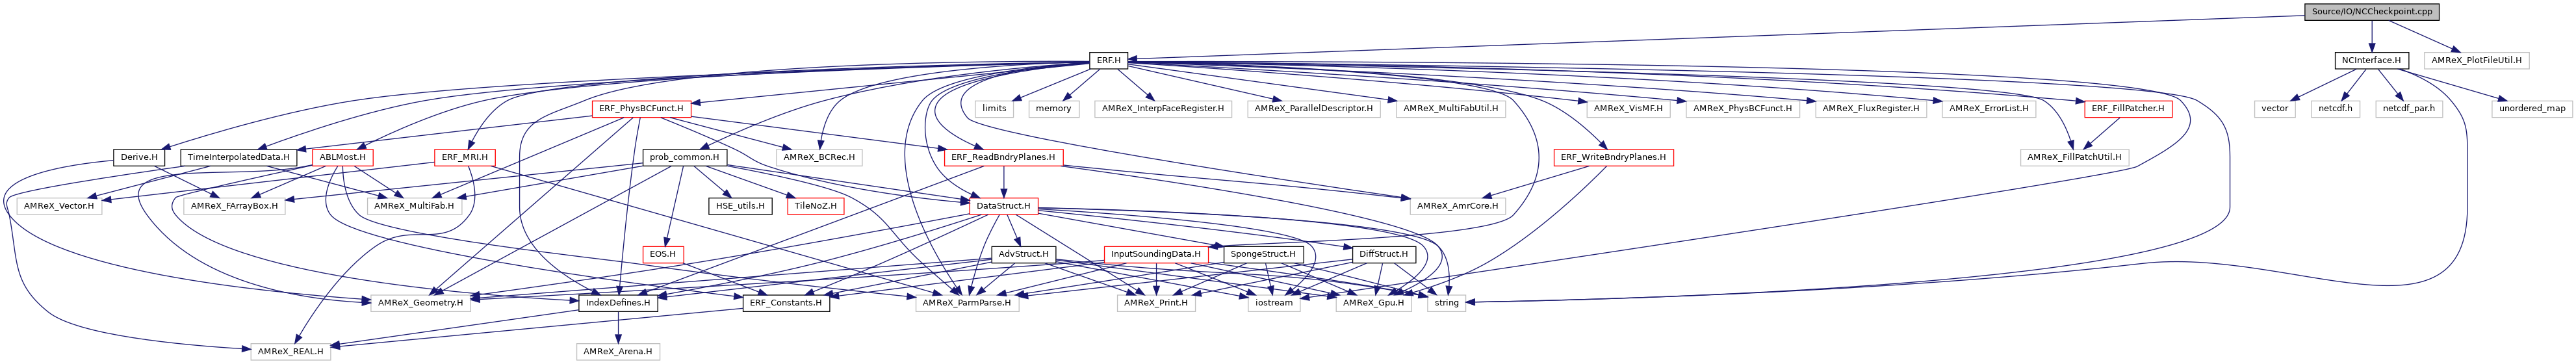 Source/IO/NCCheckpoint.cpp
ERF.H
NCInterface.H
AMReX_PlotFileUtil.H
ERF_PhysBCFunct.H
limits
memory
AMReX_InterpFaceRegister.H
AMReX_ParallelDescriptor.H
AMReX_MultiFabUtil.H
AMReX_VisMF.H
AMReX_PhysBCFunct.H
AMReX_FluxRegister.H
AMReX_ErrorList.H
ERF_FillPatcher.H
vector
netcdf.h
netcdf_par.h
unordered_map
Derive.H
TimeInterpolatedData.H
ABLMost.H
ERF_MRI.H
prob_common.H
AMReX_BCRec.H
ERF_ReadBndryPlanes.H
ERF_WriteBndryPlanes.H
AMReX_FillPatchUtil.H
AMReX_Vector.H
AMReX_FArrayBox.H
AMReX_MultiFab.H
HSE_utils.H
TileNoZ.H
DataStruct.H
AMReX_AmrCore.H
EOS.H
AdvStruct.H
InputSoundingData.H
SpongeStruct.H
DiffStruct.H
AMReX_Geometry.H
IndexDefines.H
ERF_Constants.H
AMReX_ParmParse.H
AMReX_Print.H
iostream
AMReX_Gpu.H
string
AMReX_REAL.H
AMReX_Arena.H